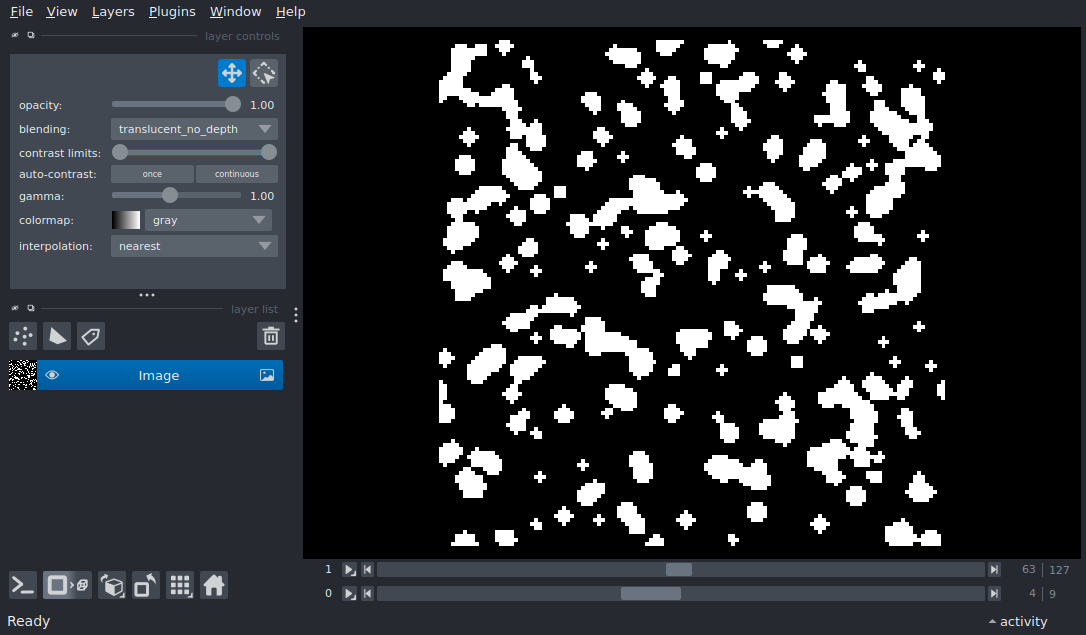 File View Layers Plugins Window Help
layer controls
opacity: 1.00
blending: translucent_no_depth
contrast limits:
auto-contrast: once continuous
gamma: 1.00
colormap: gray
interpolation: nearest
layer list
Image
1 63 127
0 4 9
Ready activity